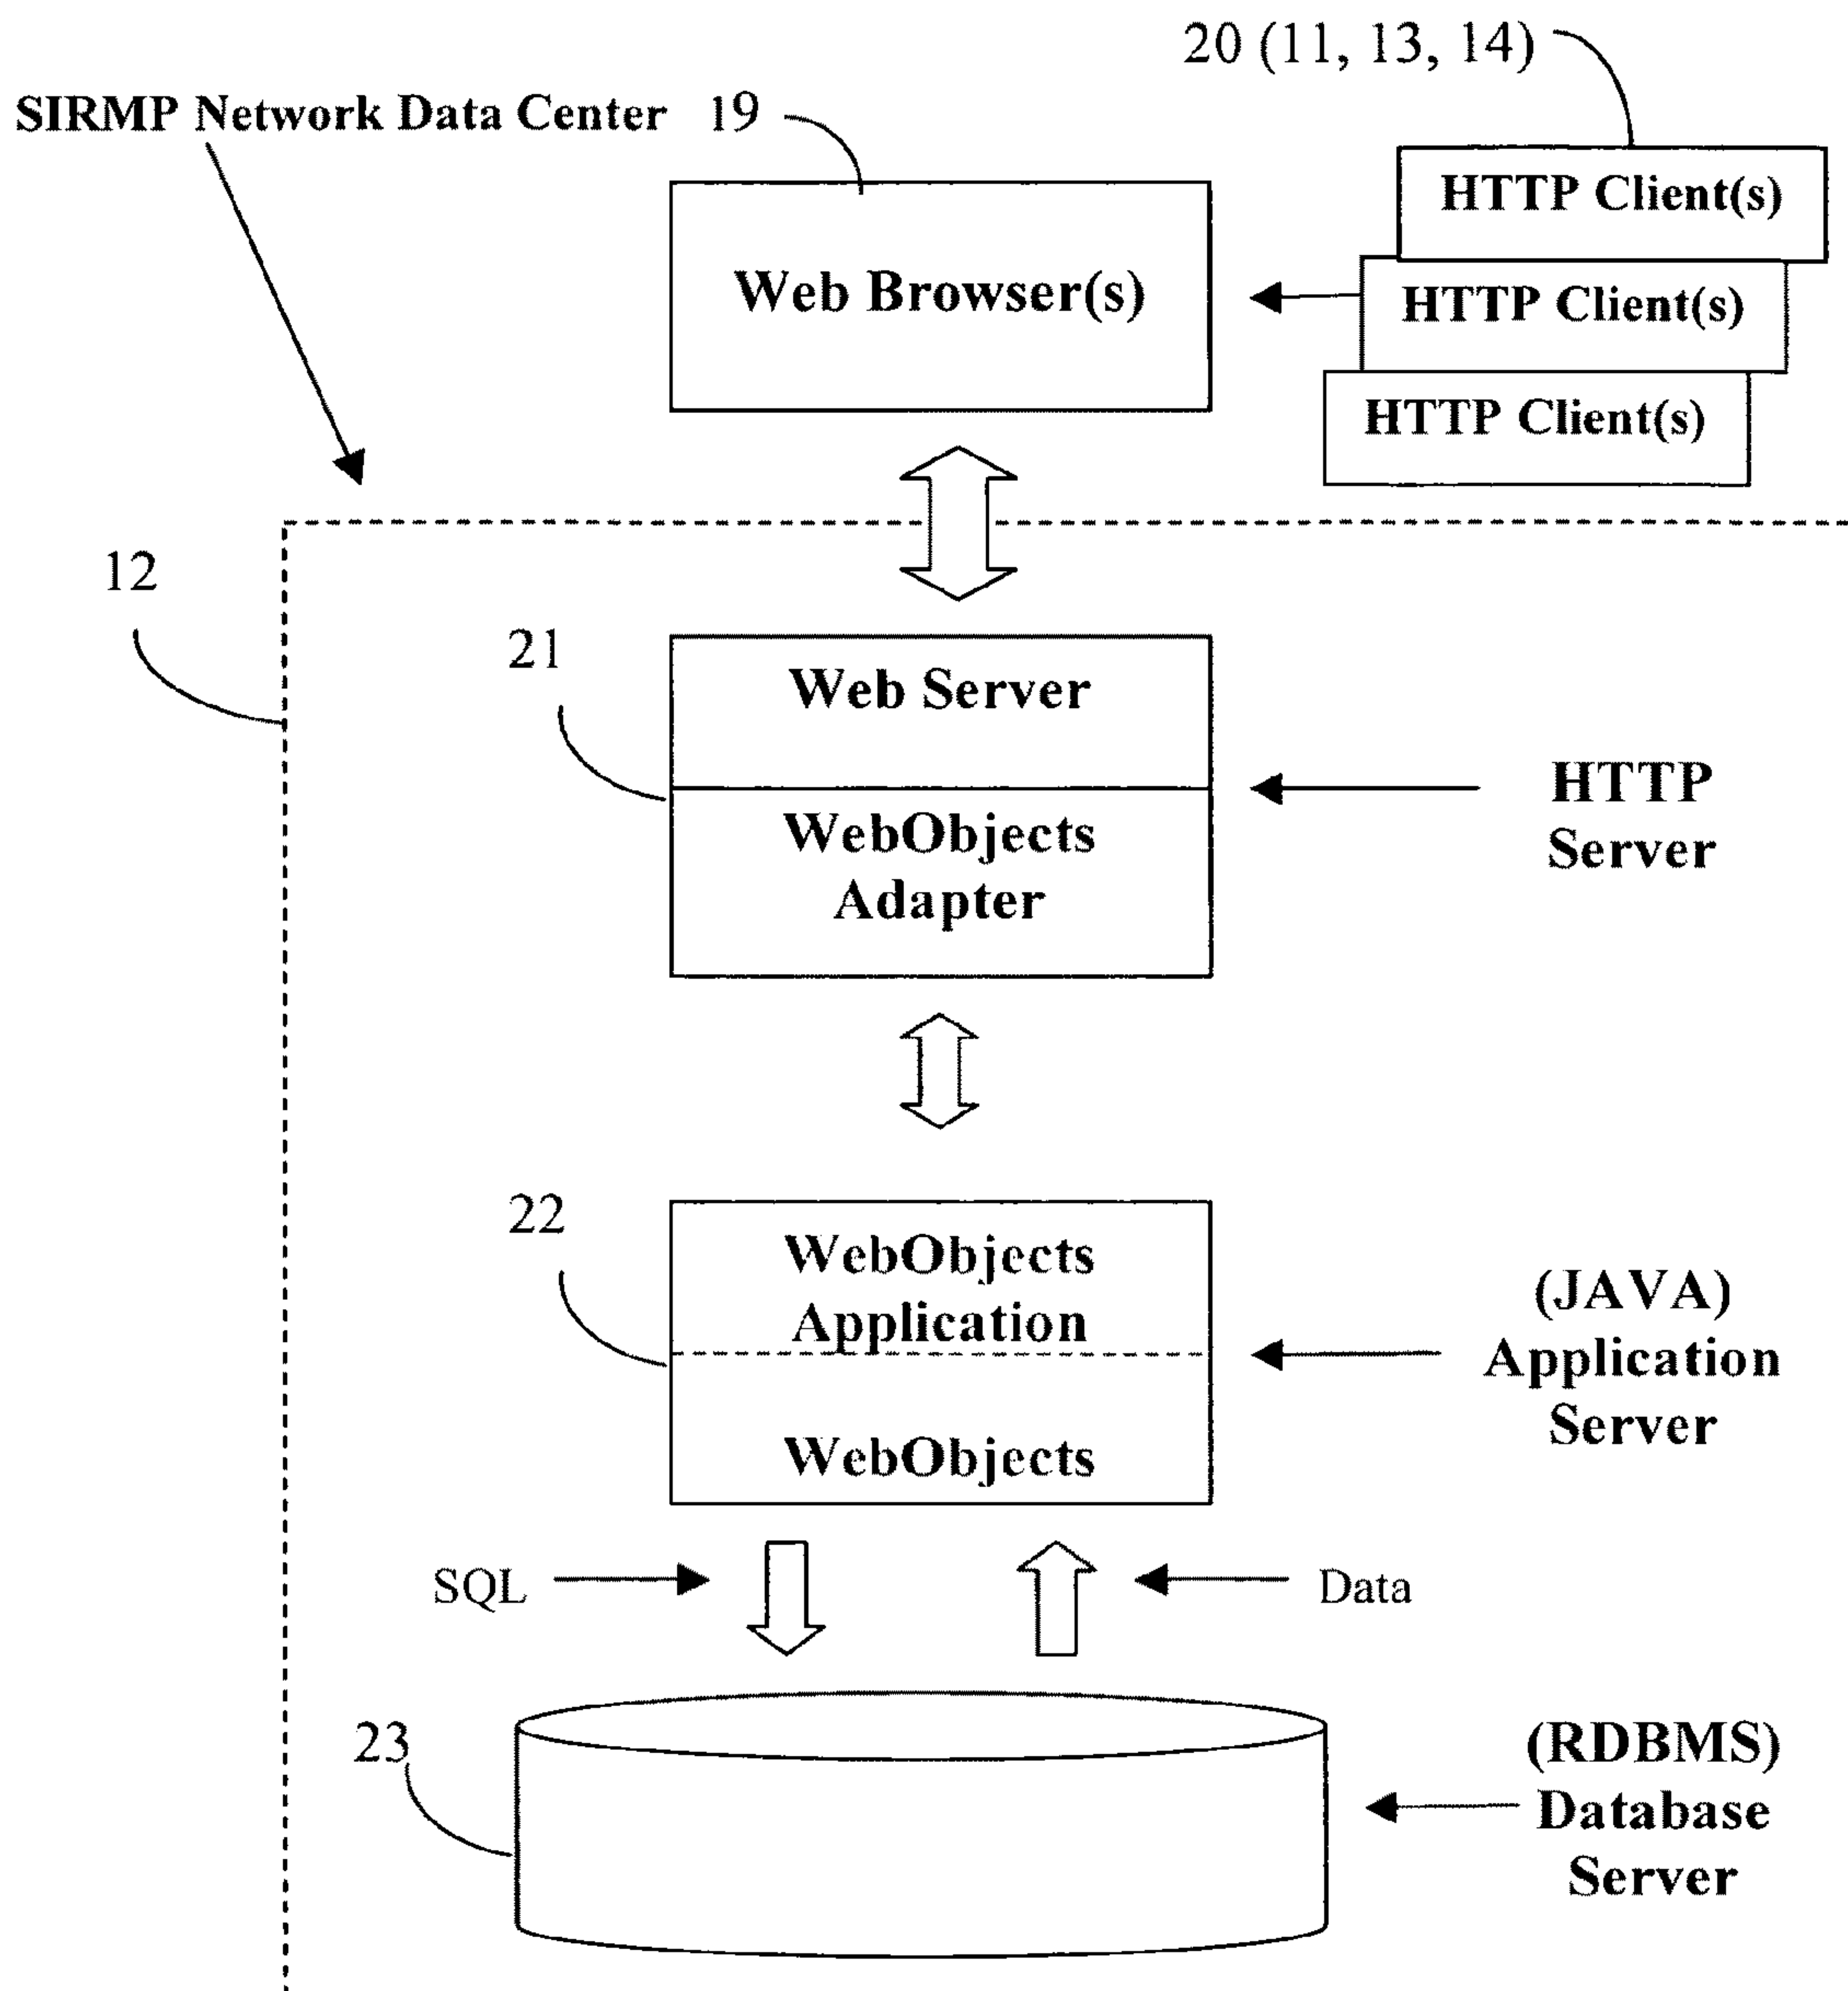 20 (11, 13, 14)
SIRMP Network Data Center 19
HTTP Client(s)
Web Browser(s)
HTTP Client(s)
HTTP Client(s)
12
21
Web Server
WebObjects
Adapter
HTTP
Server
22
WebObjects
Application
WebObjects
(JAVA)
Application
Server
SQL
Data
23
(RDBMS)
Database
Server